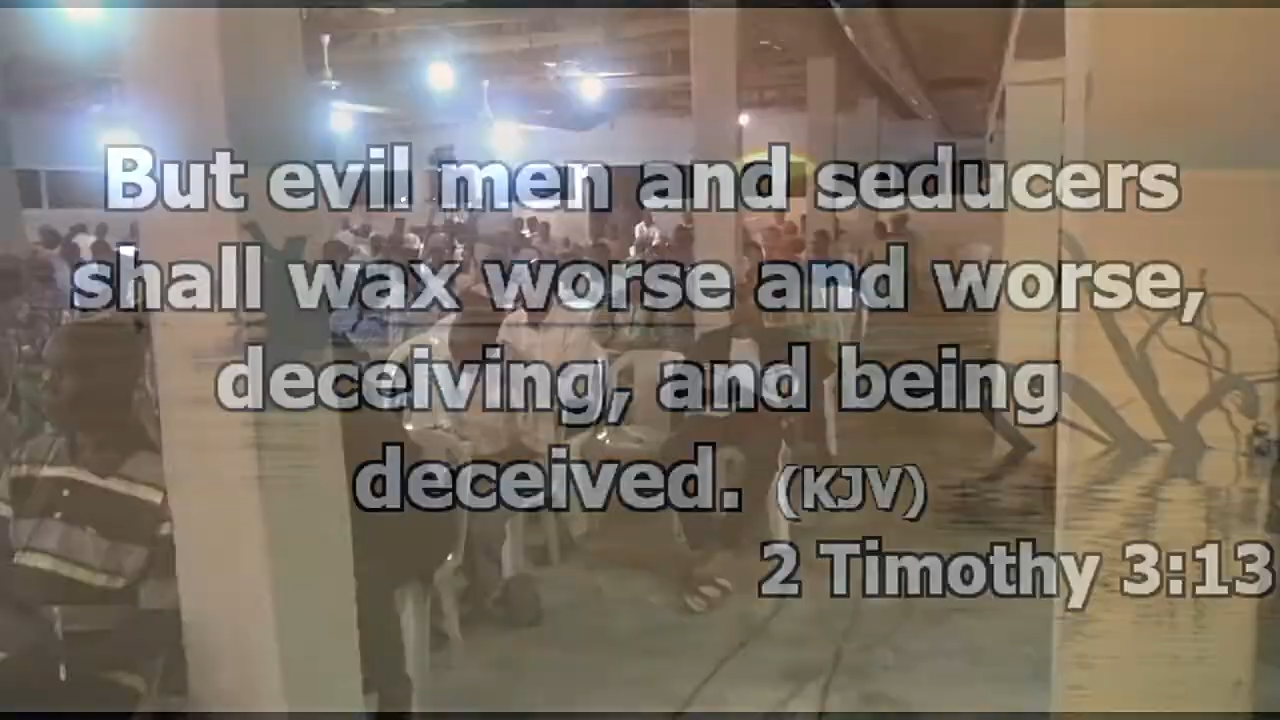 But evil men and seducers
shall wax worse and worse,
deceiving, and being
deceived. (KJV)
2 Timothy 3:13